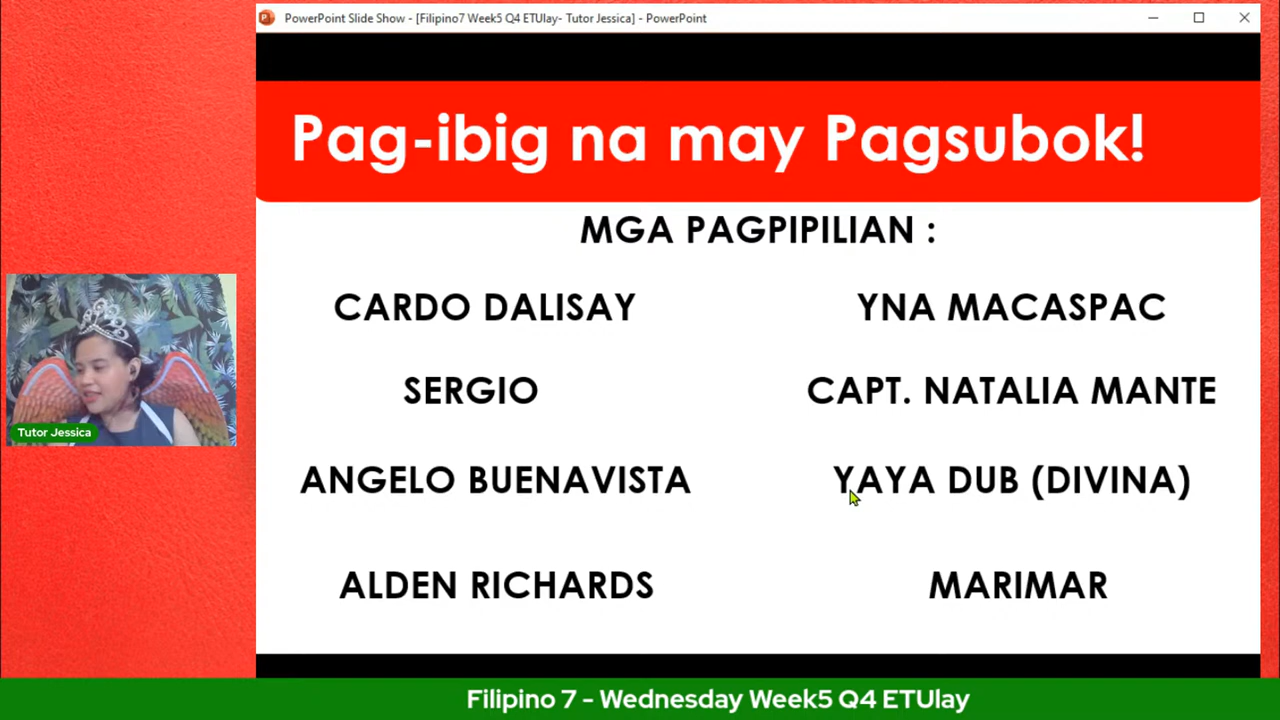 PowerPoint Slide Show - [Filipino7 Week5 Q4 ETUlay- Tutor Jessica] - PowerPoint
Pag-ibig na may Pagsubok!
MGA PAGPIPILIAN :
CARDO DALISAY
YNA MACASPAC
SERGIO
CAPT. NATALIA MANTE
ANGELO BUENAVISTA
YAYA DUB (DIVINA)
ALDEN RICHARDS
MARIMAR
Tutor Jessica
Filipino 7 - Wednesday Week5 Q4 ETUlay